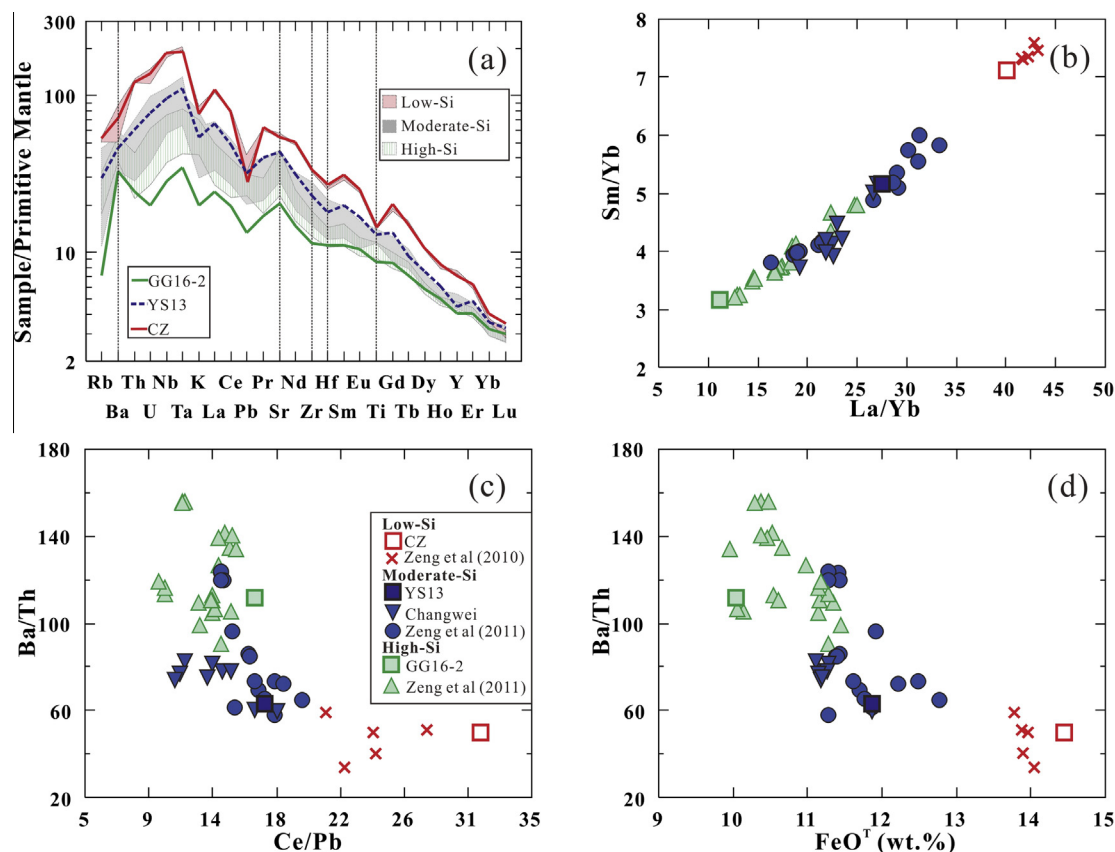 (a)
Sample/Primitive Mantle
300
100
10
2
Low-Si
Moderate-Si
High-Si
GG16-2
YS13
CZ
Rb Th Nb K Ce Pr Nd Hf Eu Gd Dy Y Yb
Ba U Ta La Pb Sr Zr Sm Ti Tb Ho Er Lu
(b)
Sm/Yb
8
7
6
5
4
3
2
5 10 15 20 25 30 35 40 45 50
La/Yb
(c)
Ba/Th
180
140
100
60
20
5 9 14 18 22 26 31 35
Ce/Pb
Low-Si
CZ
Zeng et al (2010)
Moderate-Si
YS13
Changwei
Zeng et al (2011)
High-Si
GG16-2
Zeng et al (2011)
(d)
Ba/Th
180
140
100
60
20
9 10 11 12 13 14 15
FeOᵀ (wt.%)